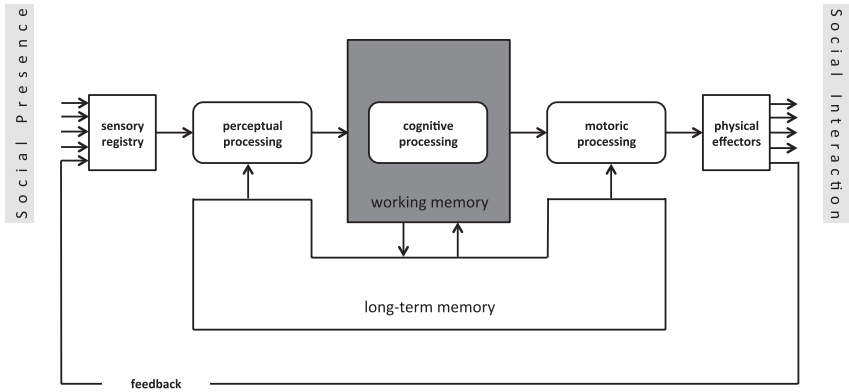 Social Presence
Social Interaction
sensory
registry
perceptual
processing
cognitive
processing
motoric
processing
physical
effectors
working memory
long-term memory
feedback